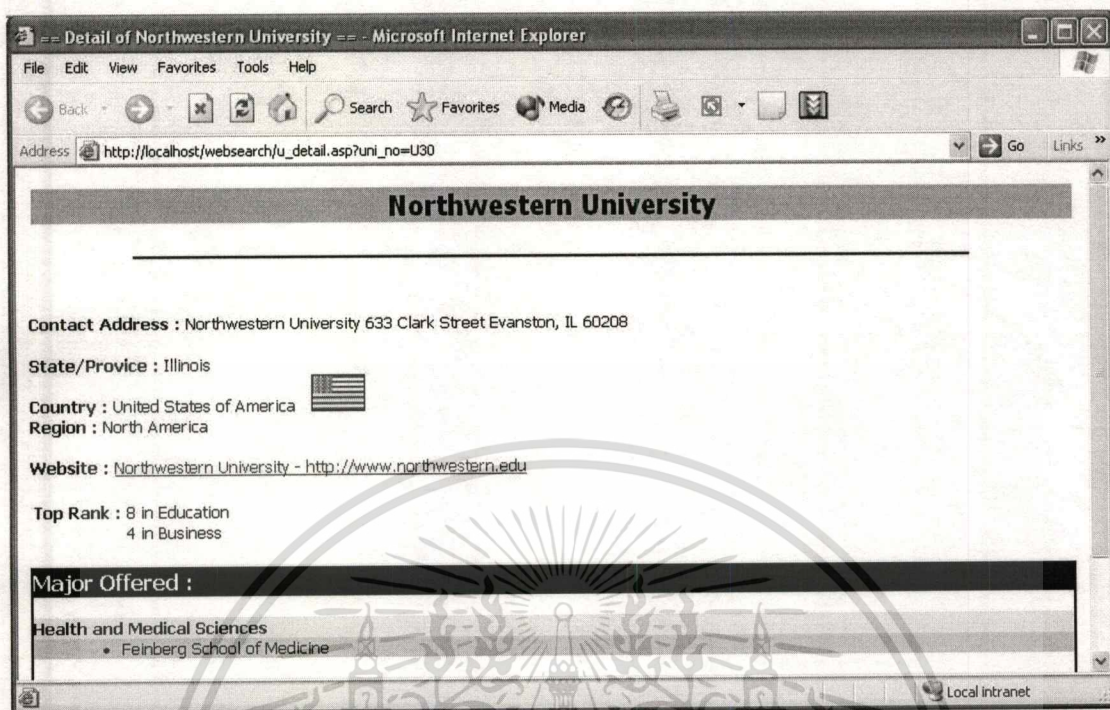 == Detail of Northwestern University == - Microsoft Internet Explorer
File Edit View Favorites Tools Help
Back Search Favorites Media
Address http://localhost/websearch/u_detail.asp?uni_no=U30 Go Links »
Northwestern University
Contact Address : Northwestern University 633 Clark Street Evanston, IL 60208
State/Provice : Illinois
Country : United States of America
Region : North America
Website : Northwestern University - http://www.northwestern.edu
Top Rank : 8 in Education
4 in Business
Major Offered :
Health and Medical Sciences
• Feinberg School of Medicine
Local intranet